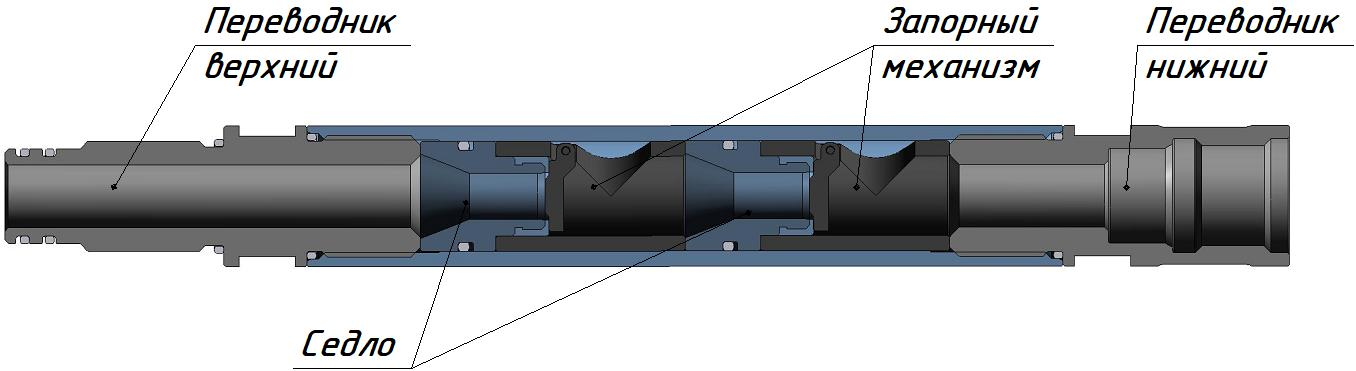 Переводник
верхний
Запорный
механизм
Переводник
нижний
Седло